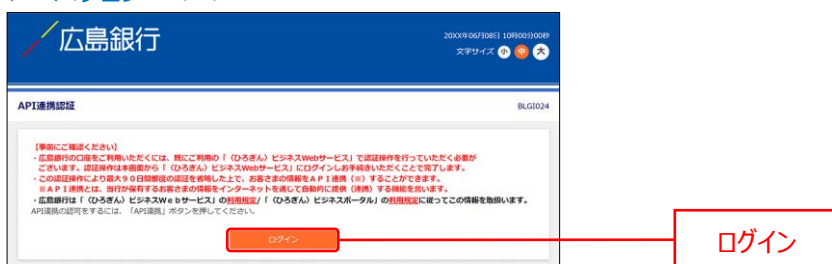 広島銀行
20XX年06月08日 10時00分00秒
文字サイズ 小 中 大
API連携認証
BLGI024
【事前にご確認ください】
・広島銀行の口座をご利用いただくには、既にご利用の「〈ひろぎん〉ビジネスWebサービス」で認証操作を行っていただく必要が
ございます。認証操作は本画面から「〈ひろぎん〉ビジネスWebサービス」にログインしお手続きいただくことで完了します。
・この認証操作により最大90日間都度の認証を省略した上で、お客さまの情報をAPI連携(※)することができます。
※API連携とは、当行が保有するお客さまの情報をインターネットを通じて自動的に提供(連携)する機能を言います。
・広島銀行は「〈ひろぎん〉ビジネスWebサービス」の利用規定/「〈ひろぎん〉ビジネスポータル」の利用規定に従ってこの情報を取扱います。
API連携の認可をするには、「API連携」ボタンを押してください。
ログイン
ログイン